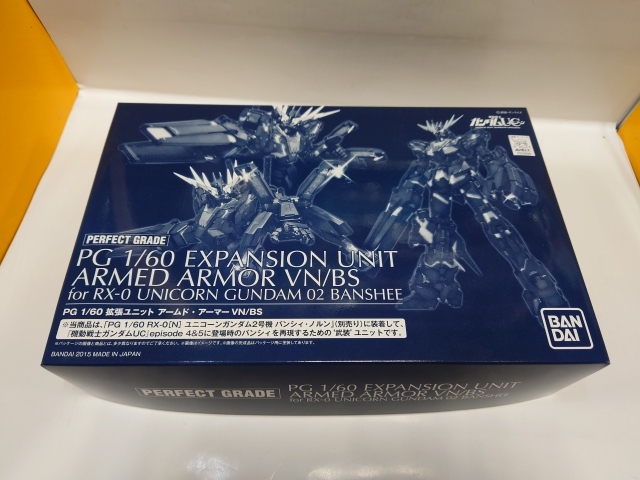 ガンダムUC
PERFECT GRADE
PG 1/60 EXPANSION UNIT
ARMED ARMOR VN/BS
for RX-0 UNICORN GUNDAM 02 BANSHEE
PG 1/60 拡張ユニット アームド・アーマー VN/BS
※当商品は、「PG 1/60 RX-0[N] ユニコーンガンダム2号機 バンシィ・ノルン」(別売り)に装着して、
「機動戦士ガンダムUC」episode 4&5に登場時のバンシィを再現するための"武装"ユニットです。
BANDAI 2015 MADE IN JAPAN
BAN
DAI
PERFECT GRADE
PG 1/60 EXPANSION UNIT
ARMED ARMOR VN/BS
for RX-0 UNICORN GUNDAM 02 BANSHEE